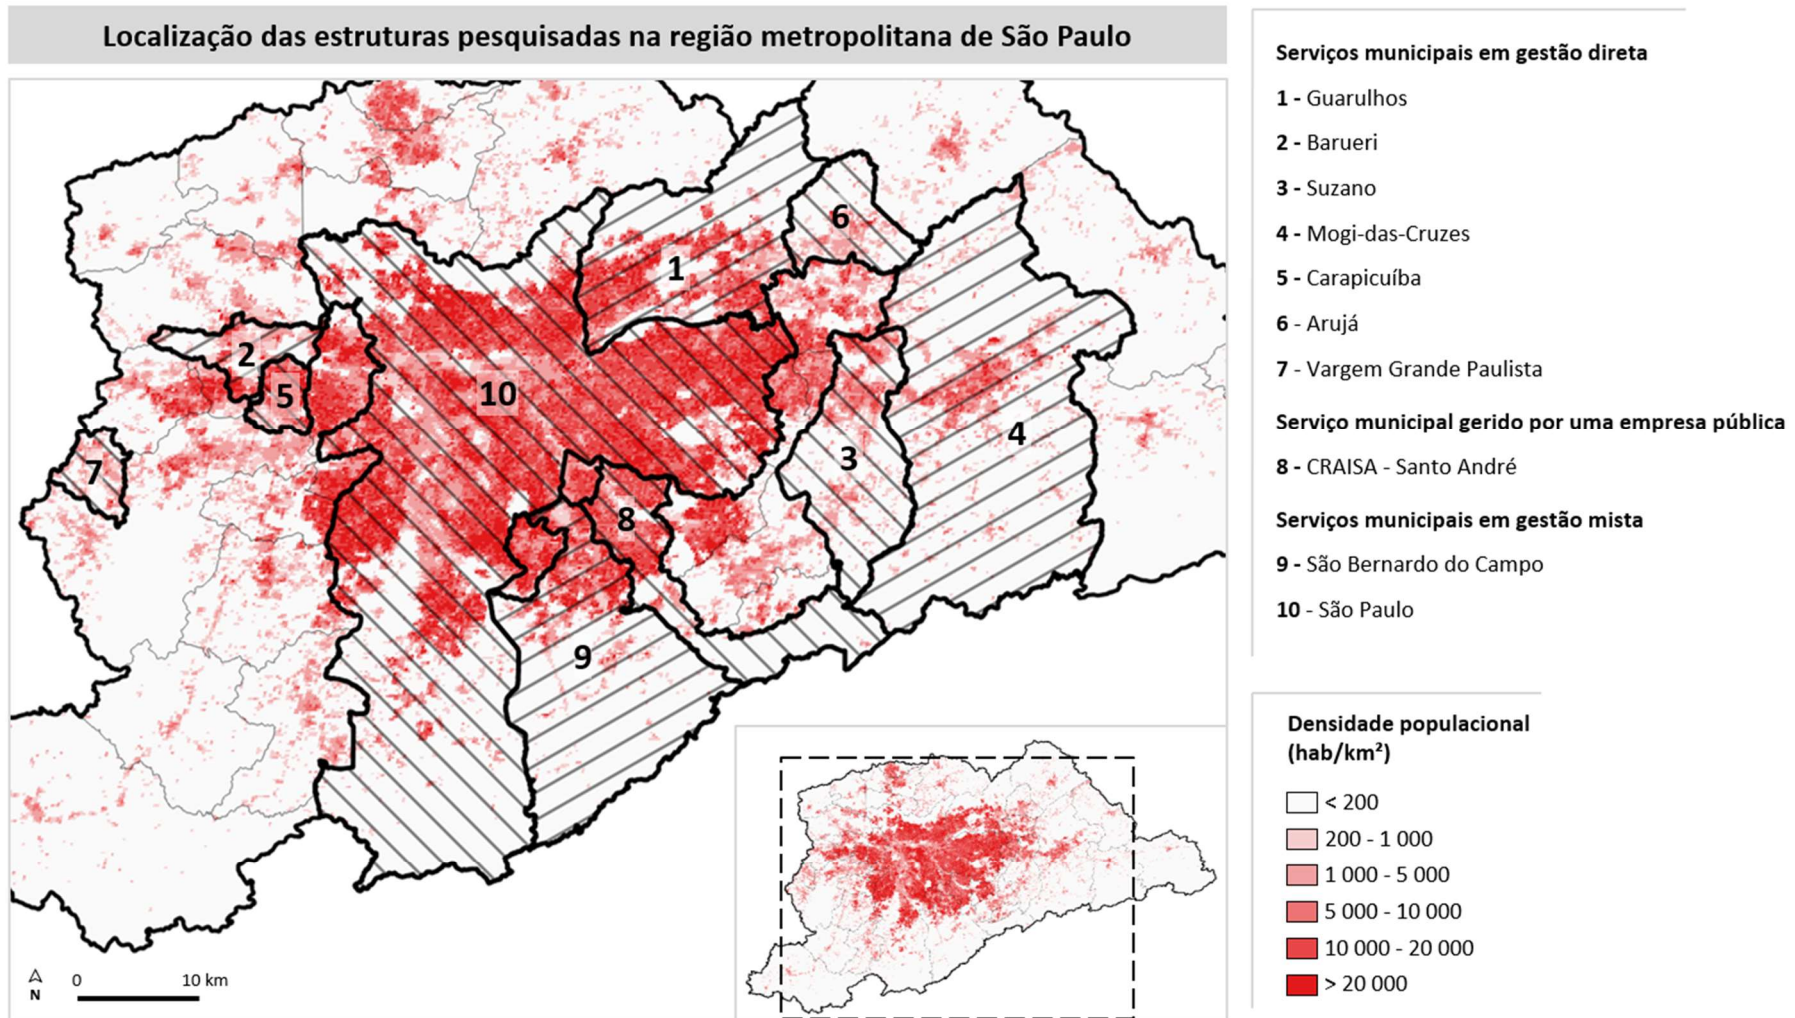 Localização das estruturas pesquisadas na região metropolitana de São Paulo
1
6
2
5
10
4
3
7
8
9
N
0 10 km
Serviços municipais em gestão direta
1 - Guarulhos
2 - Barueri
3 - Suzano
4 - Mogi-das-Cruzes
5 - Carapicuíba
6 - Arujá
7 - Vargem Grande Paulista
Serviço municipal gerido por uma empresa pública
8 - CRAISA - Santo André
Serviços municipais em gestão mista
9 - São Bernardo do Campo
10 - São Paulo
Densidade populacional
(hab/km²)
< 200
200 - 1 000
1 000 - 5 000
5 000 - 10 000
10 000 - 20 000
> 20 000